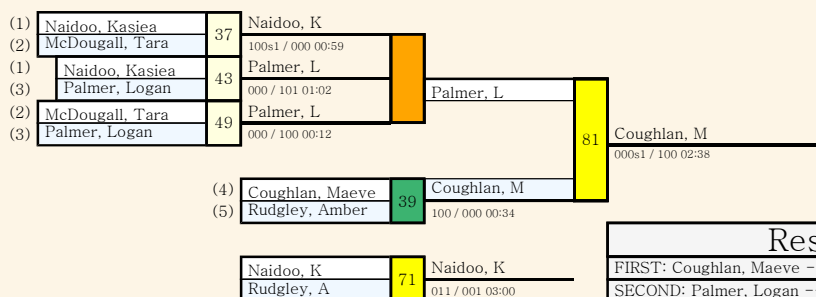 (1) Naidoo, Kasiea 37 Naidoo, K
(2) McDougall, Tara 100s1 / 000 00:59
(1) Naidoo, Kasiea 43 Palmer, L
(3) Palmer, Logan 000 / 101 01:02
(2) McDougall, Tara 49 Palmer, L
(3) Palmer, Logan 000 / 100 00:12
Palmer, L
81 Coughlan, M
000s1 / 100 02:38
(4) Coughlan, Maeve 39 Coughlan, M
(5) Rudgley, Amber 100 / 000 00:34
Res
Naidoo, K 71 Naidoo, K
Rudgley, A 011 / 001 03:00
FIRST: Coughlan, Maeve -
SECOND: Palmer, Logan --